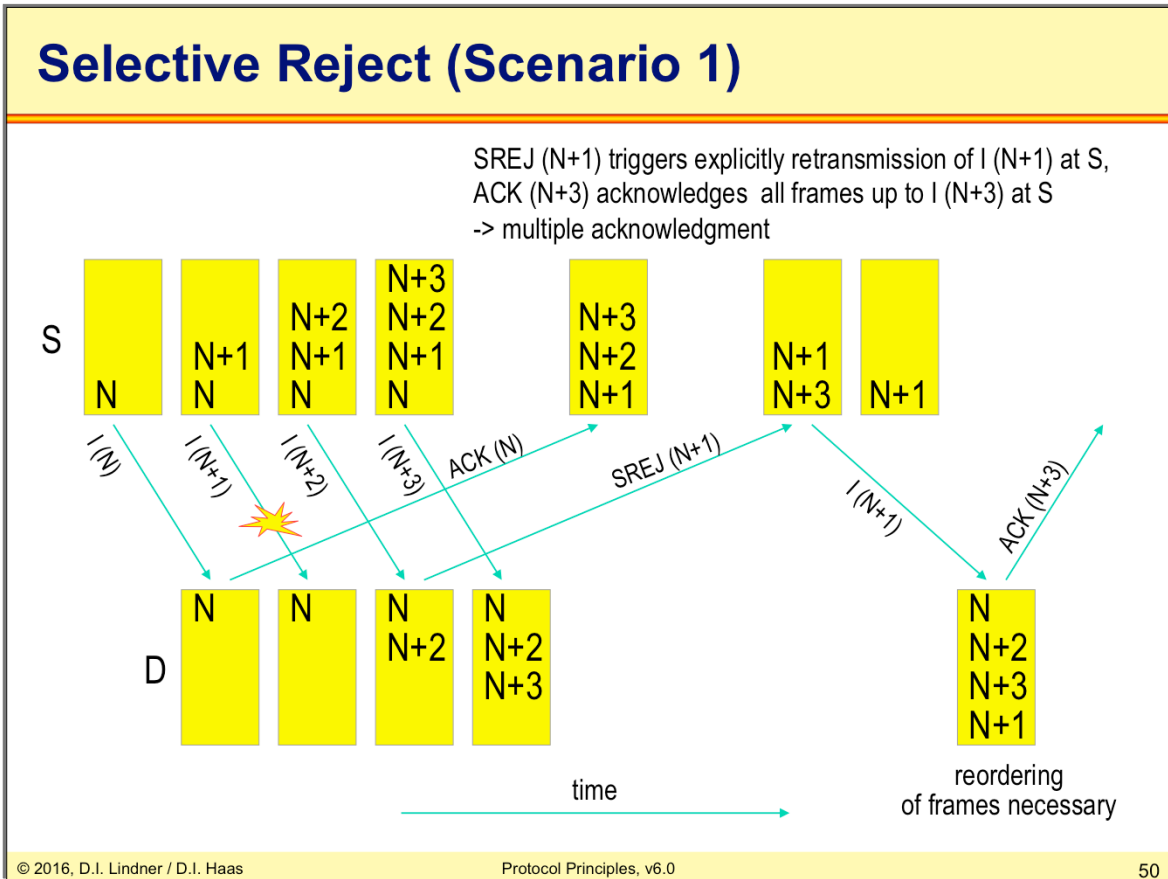 Selective Reject (Scenario 1)
SREJ (N+1) triggers explicitly retransmission of I (N+1) at S,
ACK (N+3) acknowledges all frames up to I (N+3) at S
-> multiple acknowledgment
S
N
N+1
N
N+2
N+1
N
N+3
N+2
N+1
N
N+3
N+2
N+1
N+1
N+3
N+1
I (N)
I (N+1)
I (N+2)
I (N+3)
ACK (N)
SREJ (N+1)
I (N+1)
ACK (N+3)
D
N
N
N
N+2
N
N+2
N+3
N
N+2
N+3
N+1
reordering
of frames necessary
time
© 2016, D.I. Lindner / D.I. Haas
Protocol Principles, v6.0
50